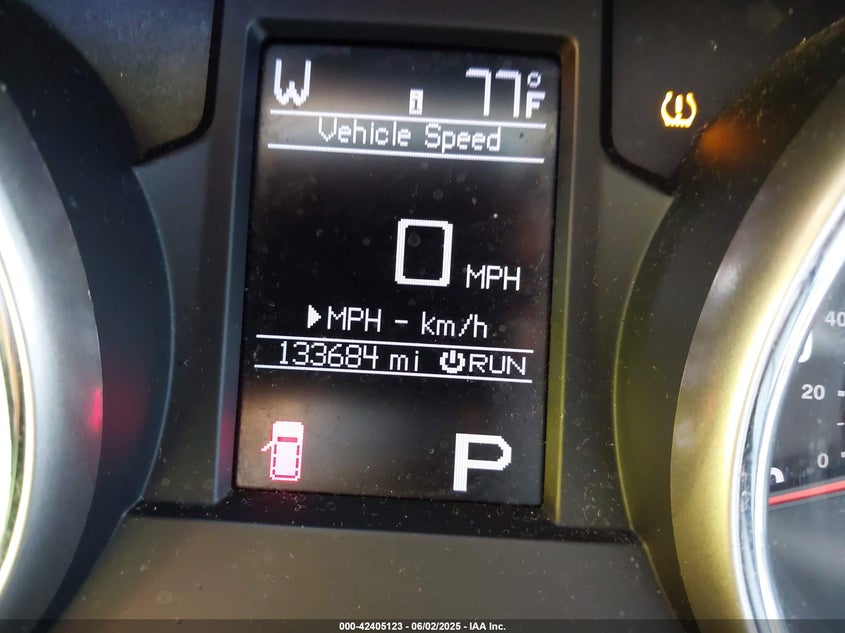 W 77°F
i
Vehicle Speed
0 MPH
▶MPH - km/h
133684 mi RUN
P
40
20
0
000-42405123 - 06/02/2025 - IAA Inc.